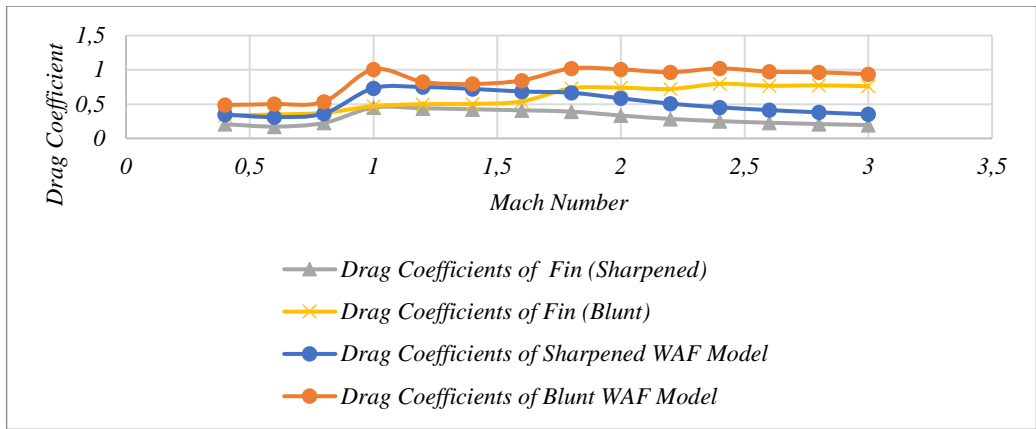 Drag Coefficient
1,5
1
0,5
0
0 0,5 1 1,5 2 2,5 3 3,5
Mach Number
Drag Coefficients of Fin (Sharpened)
Drag Coefficients of Fin (Blunt)
Drag Coefficients of Sharpened WAF Model
Drag Coefficients of Blunt WAF Model